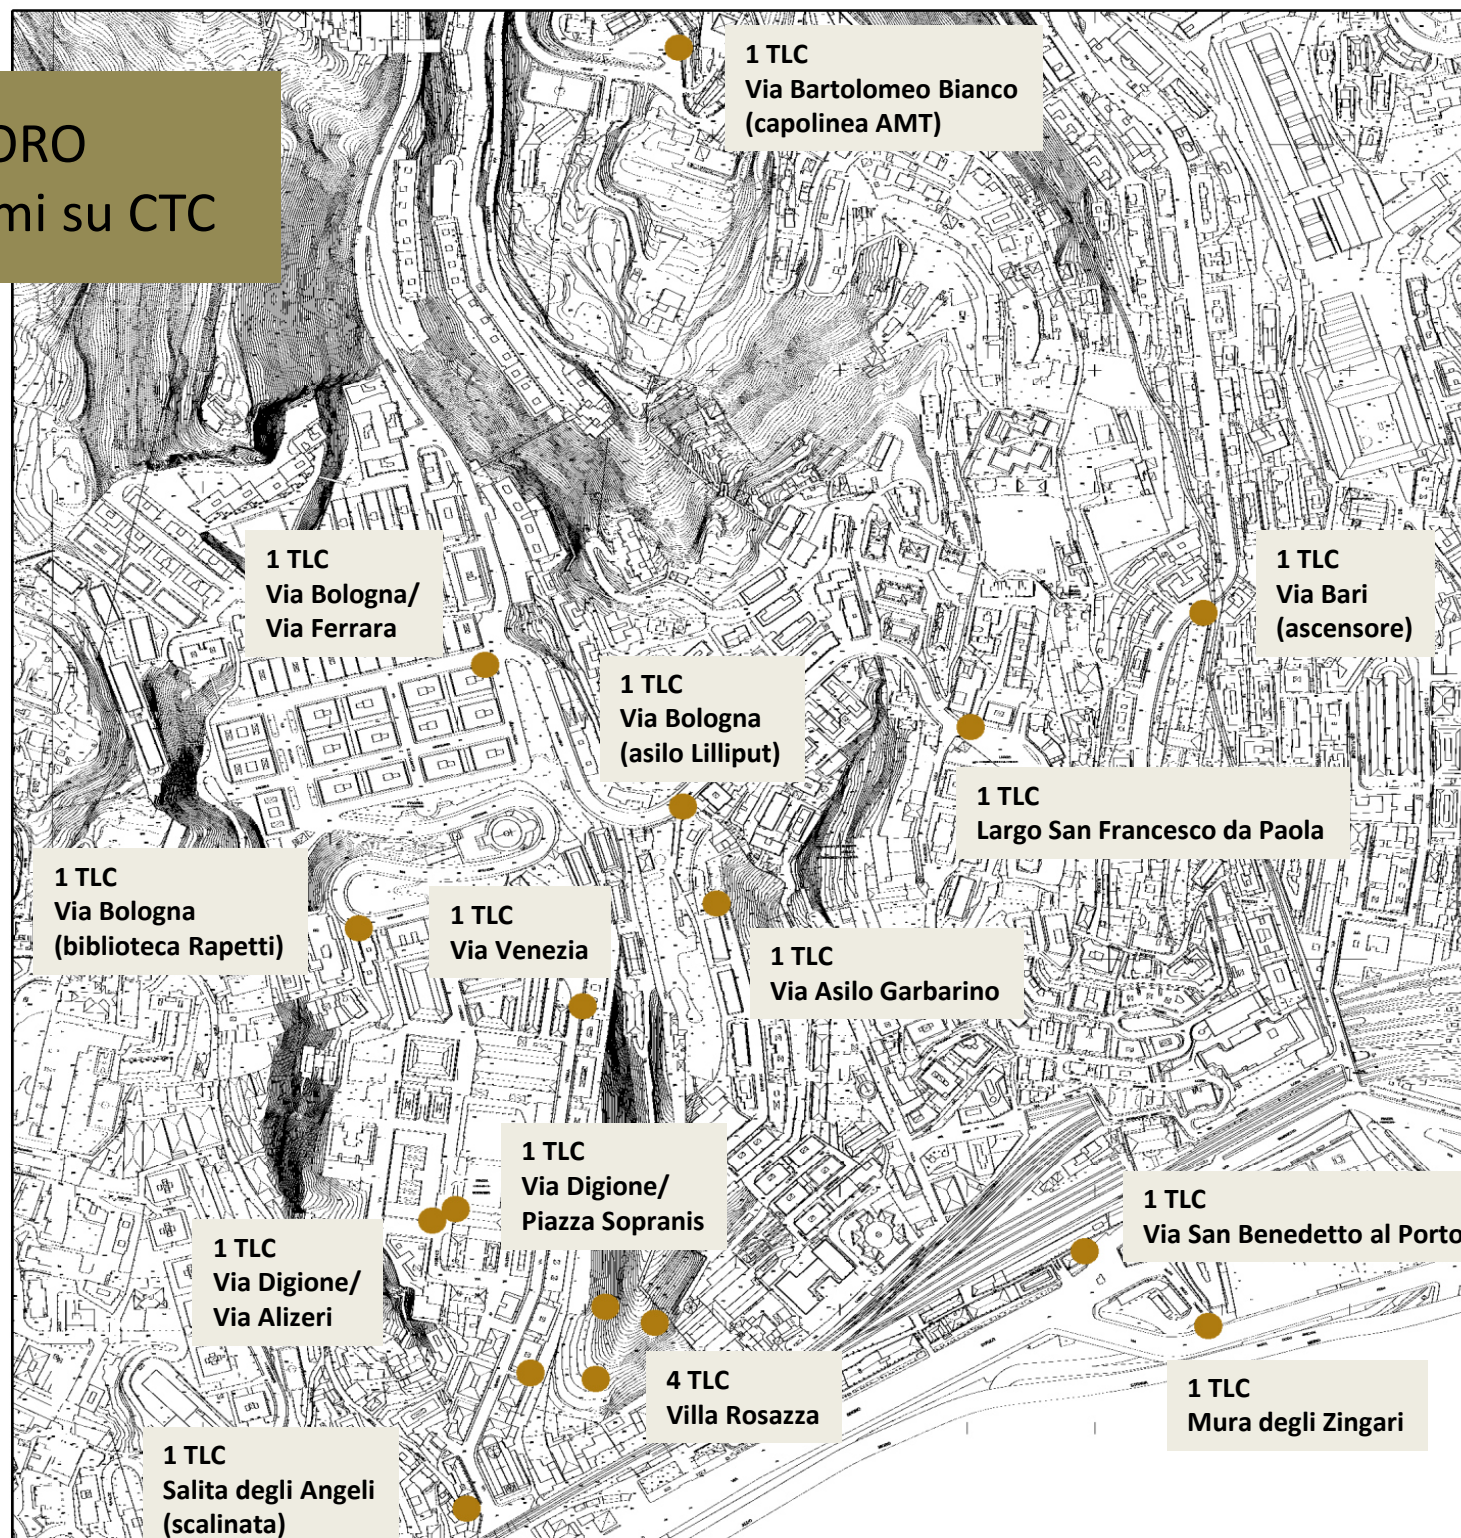 ORO
mi su CTC
1 TLC
Via Bartolomeo Bianco
(capolinea AMT)
1 TLC
Via Bologna/
Via Ferrara
1 TLC
Via Bari
(ascensore)
1 TLC
Via Bologna
(asilo Lilliput)
1 TLC
Largo San Francesco da Paola
1 TLC
Via Bologna
(biblioteca Rapetti)
1 TLC
Via Venezia
1 TLC
Via Asilo Garbarino
1 TLC
Via Digione/
Piazza Sopranis
1 TLC
Via San Benedetto al Porto
1 TLC
Via Digione/
Via Alizeri
4 TLC
Villa Rosazza
1 TLC
Mura degli Zingari
1 TLC
Salita degli Angeli
(scalinata)